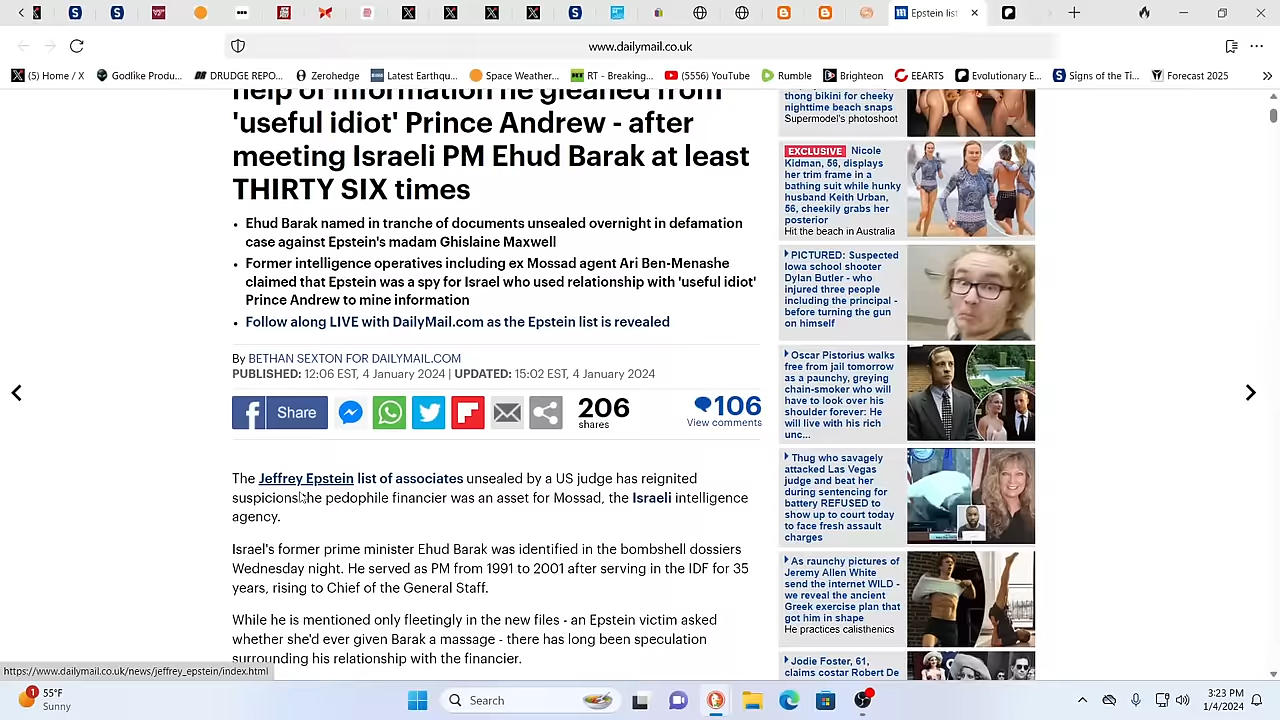 Epstein list
www.dailymail.co.uk
(5) Home / X
Godlike Produ...
DRUDGE REPO...
Zerohedge
Latest Earthqu...
Space Weather...
RT - Breaking...
(5556) YouTube
Rumble
Brighteon
EEARTS
Evolutionary E...
Signs of the Ti...
Forecast 2025
help of information he gleaned from
'useful idiot' Prince Andrew - after
meeting Israeli PM Ehud Barak at least
THIRTY SIX times
Ehud Barak named in tranche of documents unsealed overnight in defamation
case against Epstein's madam Ghislaine Maxwell
Former intelligence operatives including ex Mossad agent Ari Ben-Menashe
claimed that Epstein was a spy for Israel who used relationship with 'useful idiot'
Prince Andrew to mine information
Follow along LIVE with DailyMail.com as the Epstein list is revealed
By BETHAN SEXTON FOR DAILYMAIL.COM
PUBLISHED: EST, 4 January 2024 | UPDATED: 15:02 EST, 4 January 2024
Share
206
shares
106
View comments
The Jeffrey Epstein list of associates unsealed by a US judge has reignited
suspicions the pedophile financier was an asset for Mossad, the Israeli intelligence
agency.
minister Ehud Barak was identified in the bombshell
night. He served as PM from 1999 to 2001 after serving in the IDF for 35
years, rising to Chief of the General Staff.
While he is mentioned only fleetingly in the new files - an Epstein victim asked
whether she ever given Barak a massage - there has long been speculation
surrounding his relationship with the financier.
thong bikini for cheeky
nighttime beach snaps
Supermodel's photoshoot
EXCLUSIVE Nicole
Kidman, 56, displays
her trim frame in a
bathing suit while hunky
husband Keith Urban,
56, cheekily grabs her
posterior
Hit the beach in Australia
PICTURED: Suspected
Iowa school shooter
Dylan Butler - who
injured three people
including the principal -
before turning the gun
on himself
Oscar Pistorius walks
free from jail tomorrow
as a paunchy, greying
chain-smoker who will
have to look over his
shoulder forever: He
will live with his rich
unc...
Thug who savagely
attacked Las Vegas
judge and beat her
during sentencing for
battery REFUSED to
show up to court today
to face fresh assault
charges
As raunchy pictures of
Jeremy Allen White
send the internet WILD -
we reveal the ancient
Greek exercise plan that
got him in shape
He practices calisthenics
Jodie Foster, 61,
claims costar Robert De
https://www.dailymail.co.uk/news/jeffrey_epstein/index.html
1
55°F
Sunny
Search
3:23 PM
1/4/2024